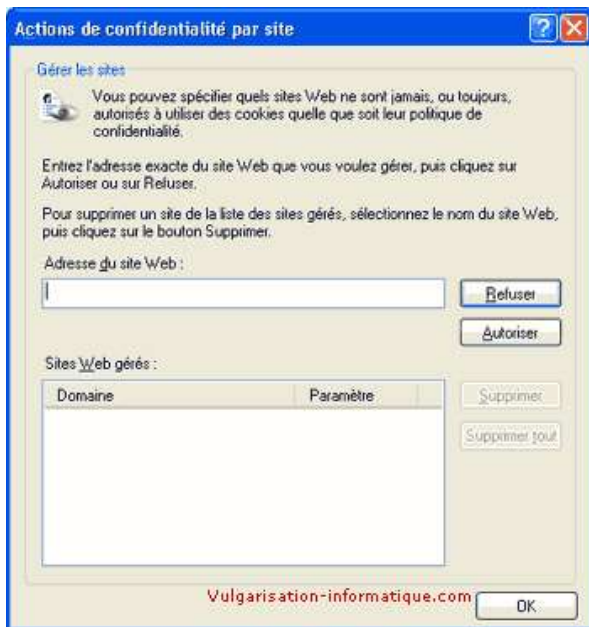 Actions de confidentialité par site
Gérer les sites
Vous pouvez spécifier quels sites Web ne sont jamais, ou toujours,
autorisés à utiliser des cookies quelle que soit leur politique de
confidentialité.
Entrez l'adresse exacte du site Web que vous voulez gérer, puis cliquez sur
Autoriser ou sur Refuser.
Pour supprimer un site de la liste des sites gérés, sélectionnez le nom du site Web,
puis cliquez sur le bouton Supprimer.
Adresse du site Web :
Refuser
Autoriser
Sites Web gérés :
Domaine Paramètre
Supprimer
Supprimer tout
Vulgarisation-informatique.com
OK